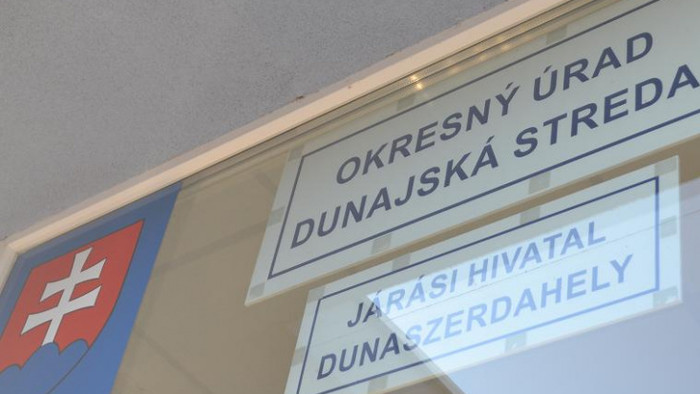 OKRESNÝ ÚRAD
DUNAJSKÁ STREDA
JÁRÁSI HIVATAL
DUNASZERDAHELY